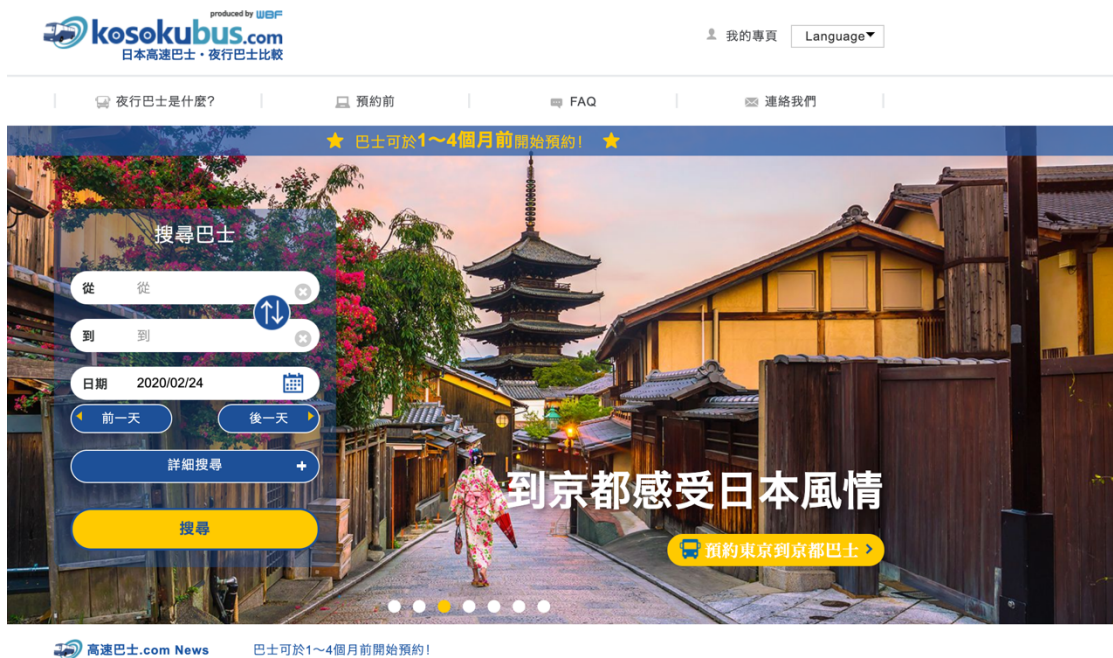 produced by WBF
kosokubus.com
日本高速巴士・夜行巴士比較
我的專頁
Language
夜行巴士是什麼?
預約前
FAQ
連絡我們
★ 巴士可於1～4個月前開始預約! ★
搜尋巴士
從 從
到 到
日期 2020/02/24
前一天
後一天
詳細搜尋 +
搜尋
到京都感受日本風情
預約東京到京都巴士 >
高速巴士.com News
巴士可於1～4個月前開始預約!